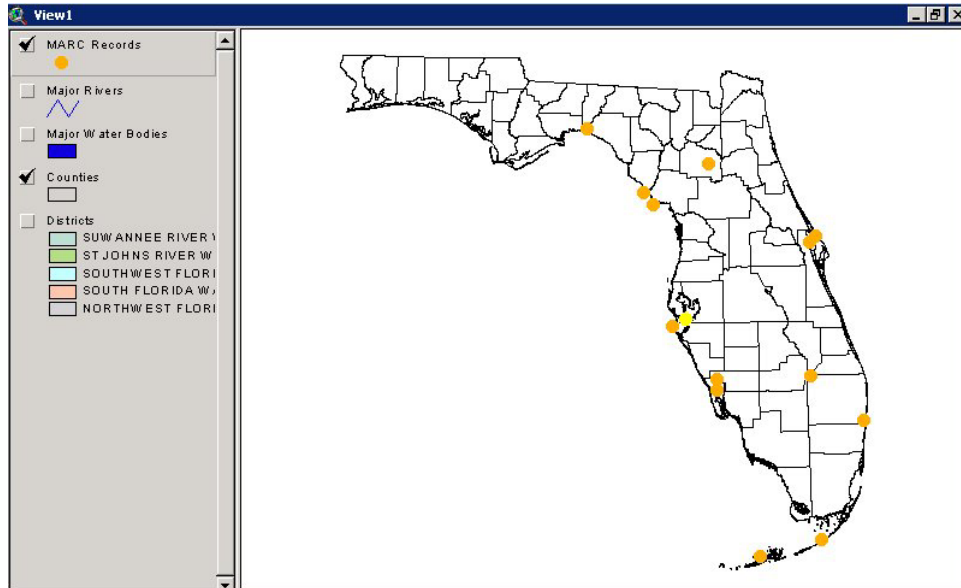 View1
MARC Records
Major Rivers
Major Water Bodies
Counties
Districts
SUWANNEE RIVER
ST JOHNS RIVER W
SOUTHWEST FLORI
SOUTH FLORIDA WA
NORTHWEST FLORI